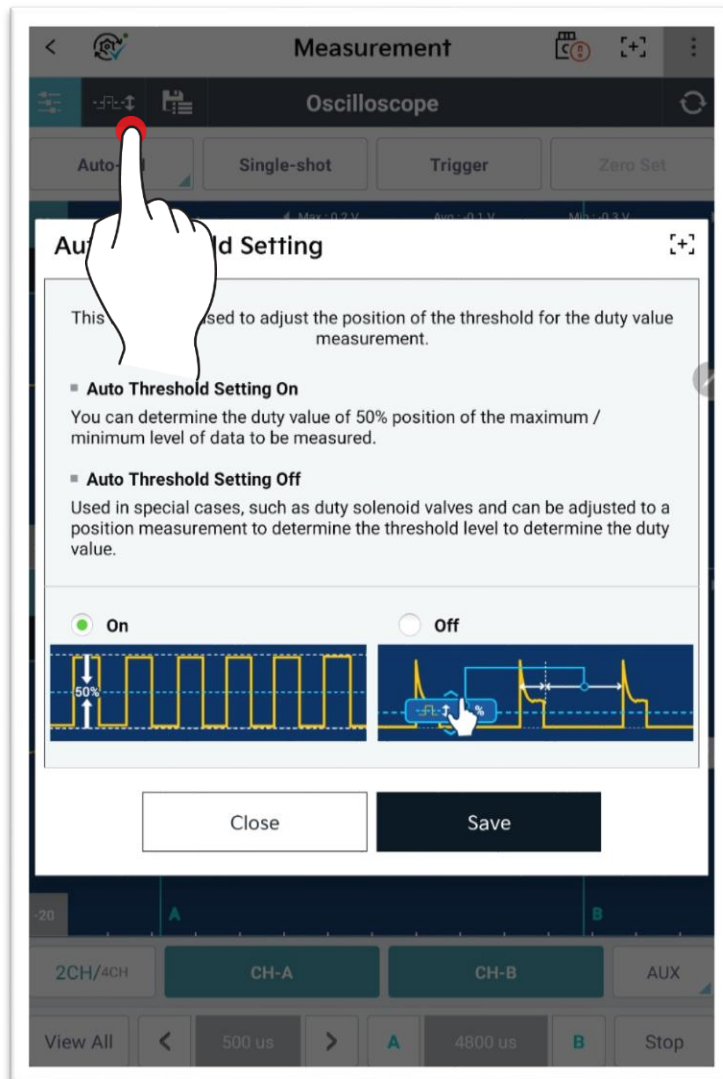 Measurement
Oscilloscope
Single-shot
Trigger
Zero Set
Max : 0.2 V
Avg : -0.1 V
Min : -0.3 V
Setting
[+]
This
used to adjust the position of the threshold for the duty value
measurement.
Auto Threshold Setting On
You can determine the duty value of 50% position of the maximum /
minimum level of data to be measured.
Auto Threshold Setting Off
Used in special cases, such as duty solenoid valves and can be adjusted to a
position measurement to determine the threshold level to determine the duty
value.
On
Off
50%
%
Close
Save
-20
A
B
2CH/4CH
CH-A
CH-B
AUX
View All
<
500 us
>
A
4800 us
B
Stop